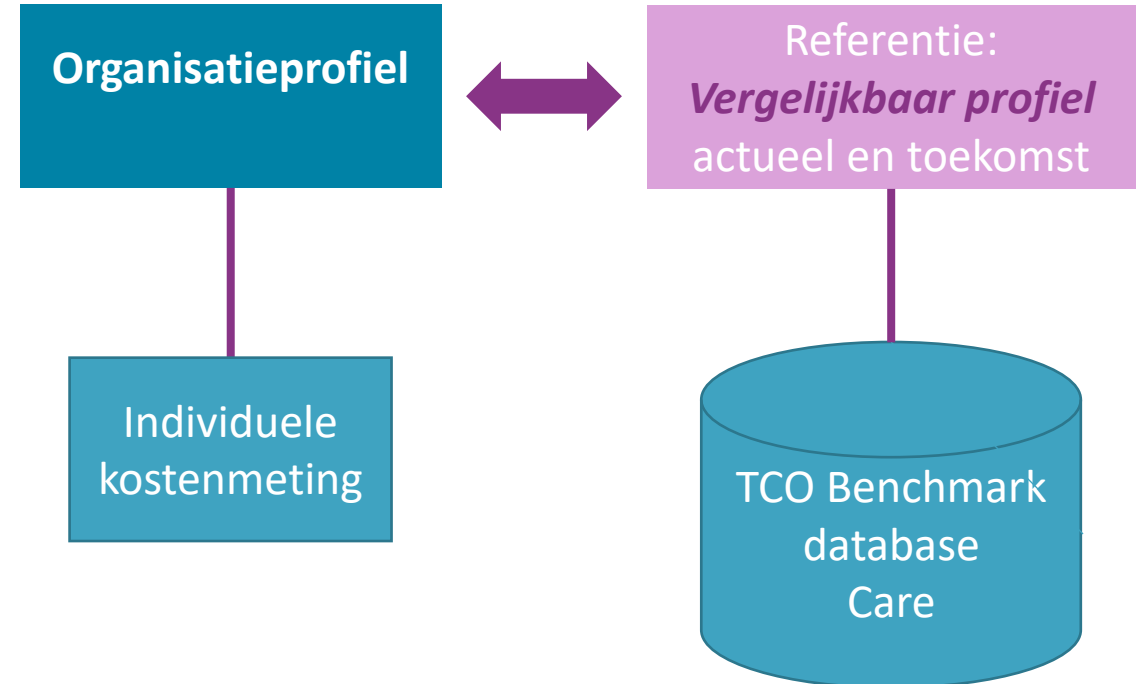 Organisatieprofiel
Referentie:
Vergelijkbaar profiel
actueel en toekomst
Individuele
kostenmeting
TCO Benchmark
database
Care